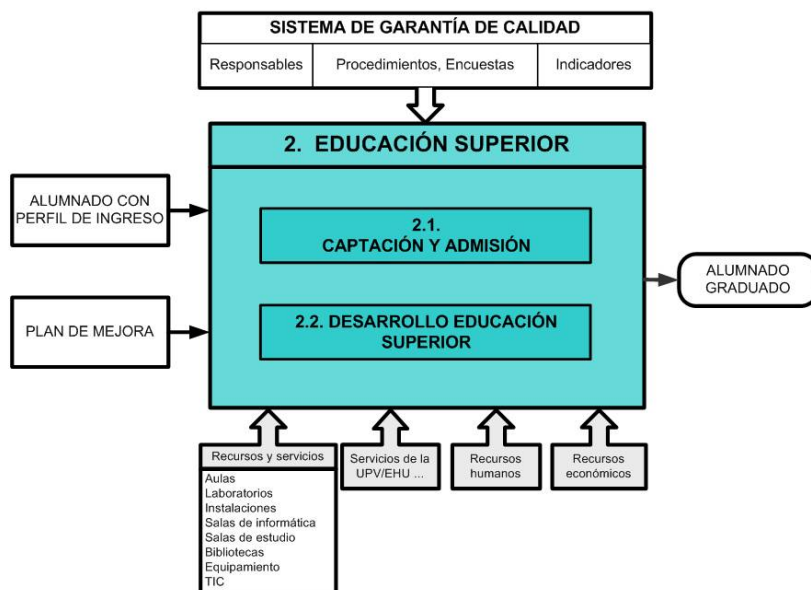 SISTEMA DE GARANTÍA DE CALIDAD
Responsables
Procedimientos, Encuestas
Indicadores
2. EDUCACIÓN SUPERIOR
ALUMNADO CON
PERFIL DE INGRESO
2.1.
CAPTACIÓN Y ADMISIÓN
ALUMNADO
GRADUADO
PLAN DE MEJORA
2.2. DESARROLLO EDUCACIÓN
SUPERIOR
Recursos y servicios
Aulas
Laboratorios
Instalaciones
Salas de informática
Salas de estudio
Bibliotecas
Equipamiento
TIC
Servicios de la
UPV/EHU ...
Recursos
humanos
Recursos
económicos